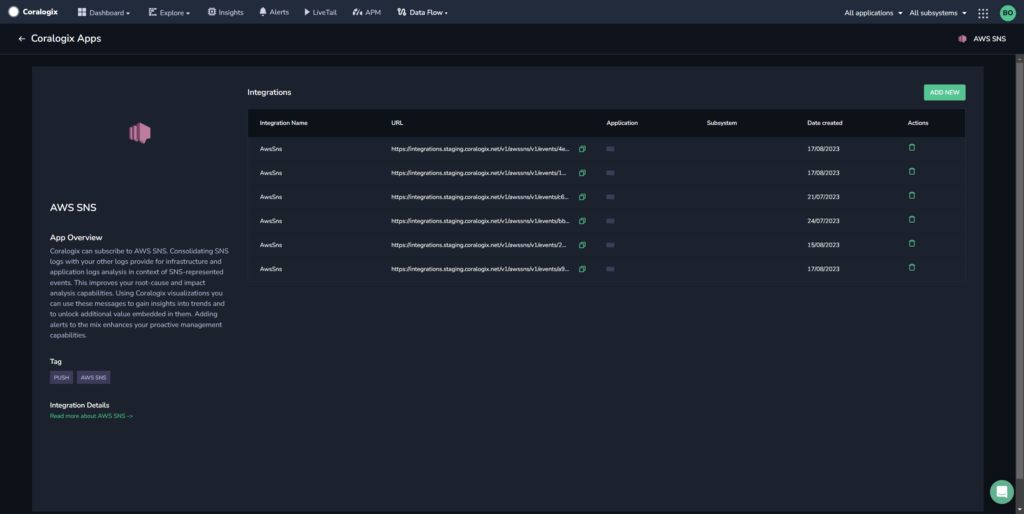 Coralogix Dashboard Explore Insights Alerts LiveTail APM Data Flow All applications All subsystems BO
← Coralogix Apps AWS SNS
Integrations ADD NEW
Integration Name URL Application Subsystem Date created Actions
AwsSns https://integrations.staging.coralogix.net/v1/awssns/v1/events/4e... 17/08/2023
AwsSns https://integrations.staging.coralogix.net/v1/awssns/v1/events/1... 17/08/2023
AwsSns https://integrations.staging.coralogix.net/v1/awssns/v1/events/c6... 21/07/2023
AwsSns https://integrations.staging.coralogix.net/v1/awssns/v1/events/bb... 24/07/2023
AwsSns https://integrations.staging.coralogix.net/v1/awssns/v1/events/2... 15/08/2023
AwsSns https://integrations.staging.coralogix.net/v1/awssns/v1/events/a9... 17/08/2023
AWS SNS
App Overview
Coralogix can subscribe to AWS SNS. Consolidating SNS
logs with your other logs provide for infrastructure and
application logs analysis in context of SNS-represented
events. This improves your root-cause and impact
analysis capabilities. Using Coralogix visualizations you
can use these messages to gain insights into trends and
to unlock additional value embedded in them. Adding
alerts to the mix enhances your proactive management
capabilities.
Tag
PUSH AWS SNS
Integration Details
Read more about AWS SNS ->